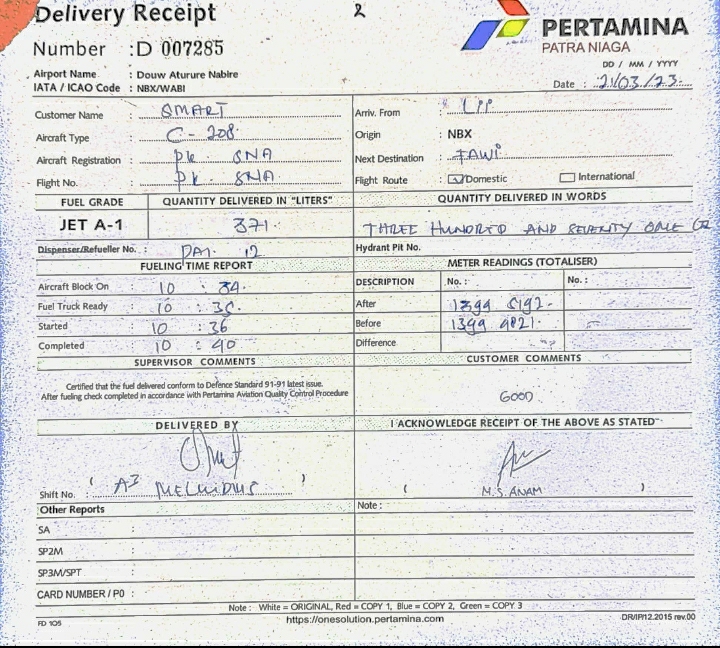 Delivery Receipt
2
PERTAMINA
PATRA NIAGA
Number : D 007285
DD / MM / YYYY
Date : 21/03/23
Airport Name : Douw Aturure Nabire
IATA / ICAO Code : NBX/WABI
Customer Name : SMART
Arriv. From :
Aircraft Type : C - 208
Origin : NBX
Aircraft Registration : PK - SNA
Next Destination :
Flight No. : PK - SNA
Flight Route : Domestic International
FUEL GRADE QUANTITY DELIVERED IN "LITERS" QUANTITY DELIVERED IN WORDS
JET A-1 371 THREE HUNDRED AND SEVENTY ONE
Dispenser/Refueller No. : 12
Hydrant Pit No.
FUELING TIME REPORT METER READINGS (TOTALISER)
Aircraft Block On 10 : 34
DESCRIPTION No. : No. :
Fuel Truck Ready 10 : 35
After 1399 5192
Started 10 : 36
Before 1399 4821
Completed 10 : 40
Difference
SUPERVISOR COMMENTS CUSTOMER COMMENTS
Certified that the fuel delivered conform to Defence Standard 91-91 latest issue.
After fueling check completed in accordance with Pertamina Aviation Quality Control Procedure
GOOD
DELIVERED BY I ACKNOWLEDGE RECEIPT OF THE ABOVE AS STATED
Shift No. :
( M.S. ANAM )
Other Reports Note :
SA :
SP2M :
SP3M/SPT :
CARD NUMBER / PO :
Note : White = ORIGINAL, Red = COPY 1, Blue = COPY 2, Green = COPY 3
FD 105 https://onesolution.pertamina.com DR/IP/12.2015 rev.00